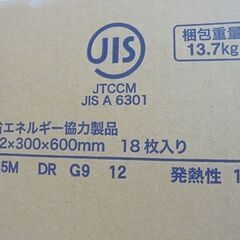 JIS
梱包重量
13.7kg
JTCCM
JIS A 6301
省エネルギー協力製品
2×300×600mm 18枚入り
5M DR G9 12 発熱性 1